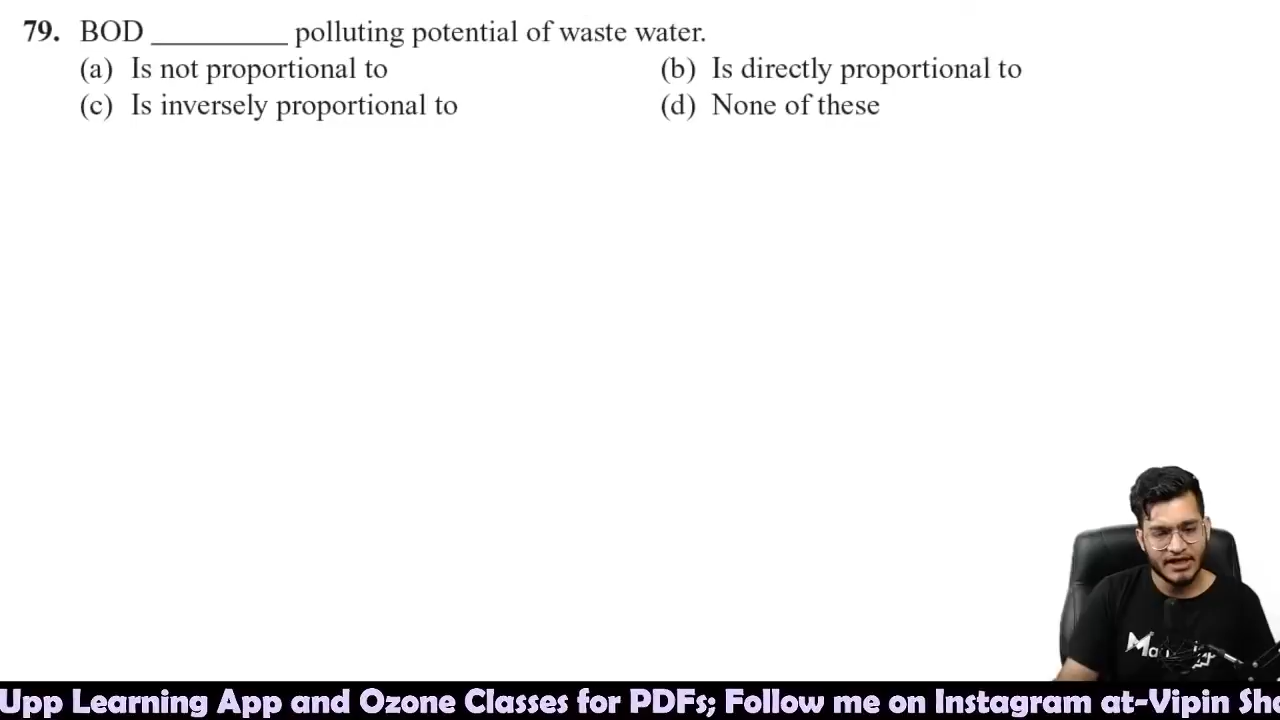 79. BOD __________ polluting potential of waste water.
(a) Is not proportional to (b) Is directly proportional to
(c) Is inversely proportional to (d) None of these
Upp Learning App and Ozone Classes for PDFs; Follow me on Instagram at-Vipin